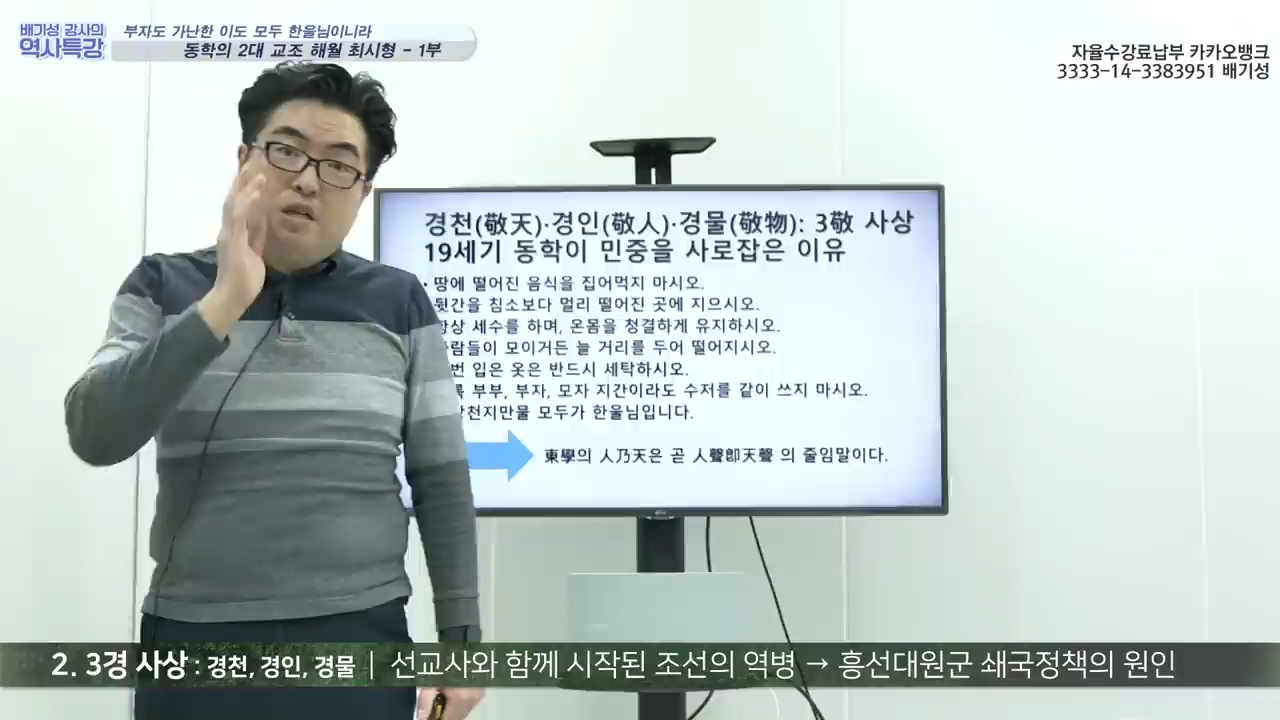 배기성 강사의
역사특강
부자도 가난한 이도 모두 한울님이니라
동학의 2대 교조 해월 최시형 - 1부
자율수강료납부 카카오뱅크
3333-14-3383951 배기성
경천(敬天)·경인(敬人)·경물(敬物): 3敬 사상
19세기 동학이 민중을 사로잡은 이유
· 땅에 떨어진 음식을 집어먹지 마시오.
뒷간을 침소보다 멀리 떨어진 곳에 지으시오.
항상 세수를 하며, 온몸을 청결하게 유지하시오.
사람들이 모이거든 늘 거리를 두어 떨어지시오.
번 입은 옷은 반드시 세탁하시오.
부부, 부자, 모자 지간이라도 수저를 같이 쓰지 마시오.
모두가 한울님입니다.
東學의 人乃天은 곧 人聲卽天聲 의 줄임말이다.
2. 3경 사상 : 경천, 경인, 경물 | 선교사와 함께 시작된 조선의 역병 → 흥선대원군 쇄국정책의 원인